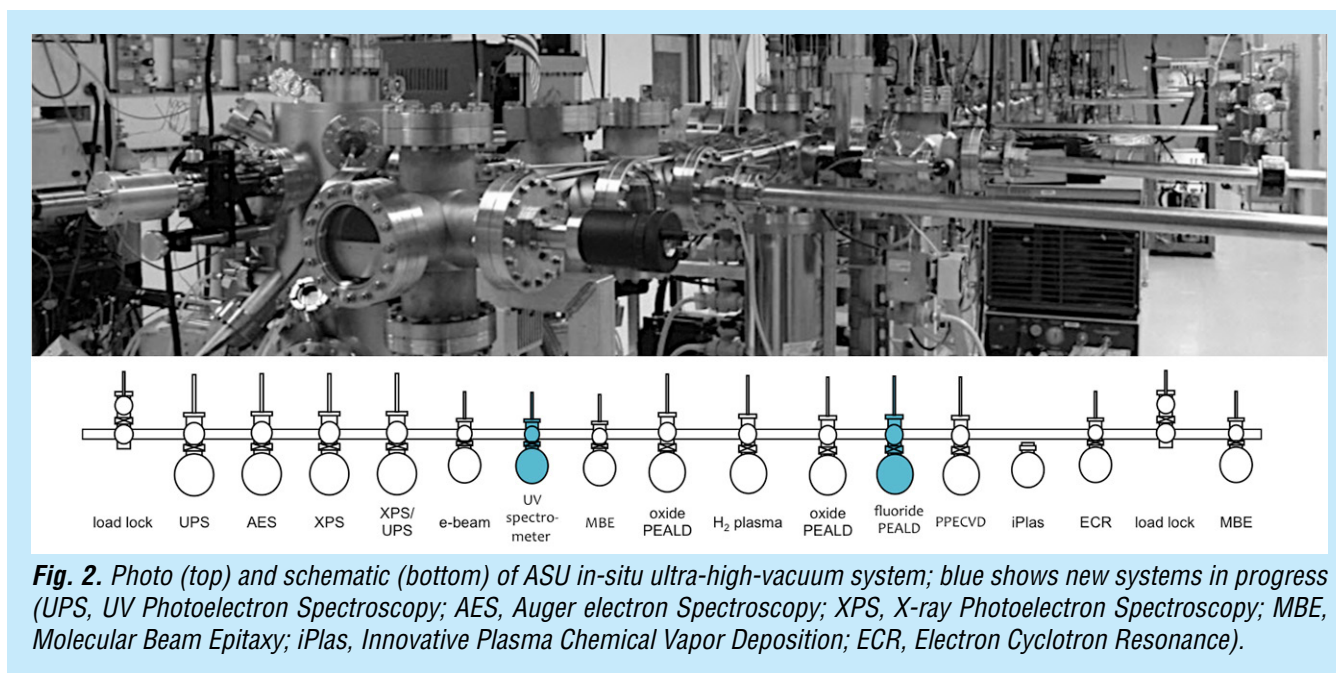 load lock
UPS
AES
XPS
XPS/
UPS
e-beam
UV
spectro-
meter
MBE
oxide
PEALD
H₂ plasma
oxide
PEALD
fluoride
PEALD
PPECVD
iPlas
ECR
load lock
MBE
Fig. 2. Photo (top) and schematic (bottom) of ASU in-situ ultra-high-vacuum system; blue shows new systems in progress
(UPS, UV Photoelectron Spectroscopy; AES, Auger electron Spectroscopy; XPS, X-ray Photoelectron Spectroscopy; MBE,
Molecular Beam Epitaxy; iPlas, Innovative Plasma Chemical Vapor Deposition; ECR, Electron Cyclotron Resonance).